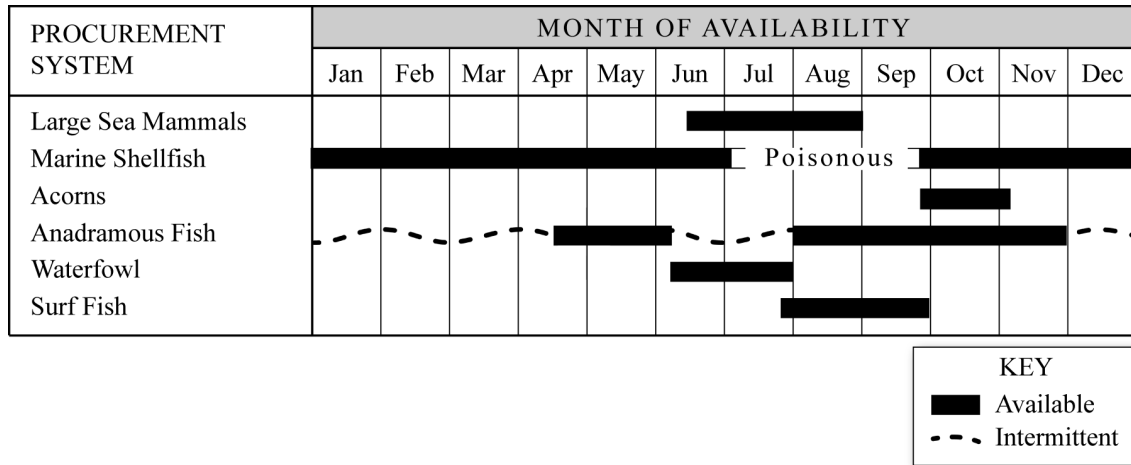 PROCUREMENT
SYSTEM
MONTH OF AVAILABILITY
Jan Feb Mar Apr May Jun Jul Aug Sep Oct Nov Dec
Large Sea Mammals
Marine Shellfish
Poisonous
Acorns
Anadramous Fish
Waterfowl
Surf Fish
KEY
Available
Intermittent